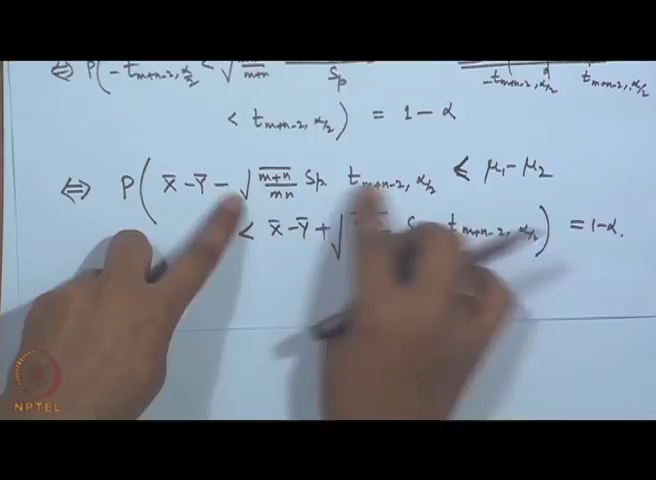 ⇔ P( -t_{m+n-2, α/2} < √(mn/m+n) S_p -t_{m+n-2, α/2} t_{m+n-2, α/2}
< t_{m+n-2, α/2} ) = 1-α
⇔ P( X̄-Ȳ - √(m+n/mn) Sp t_{m+n-2, α/2} < μ₁-μ₂
< X̄-Ȳ + √ t_{m+n-2, α/2} ) = 1-α.
NPTEL